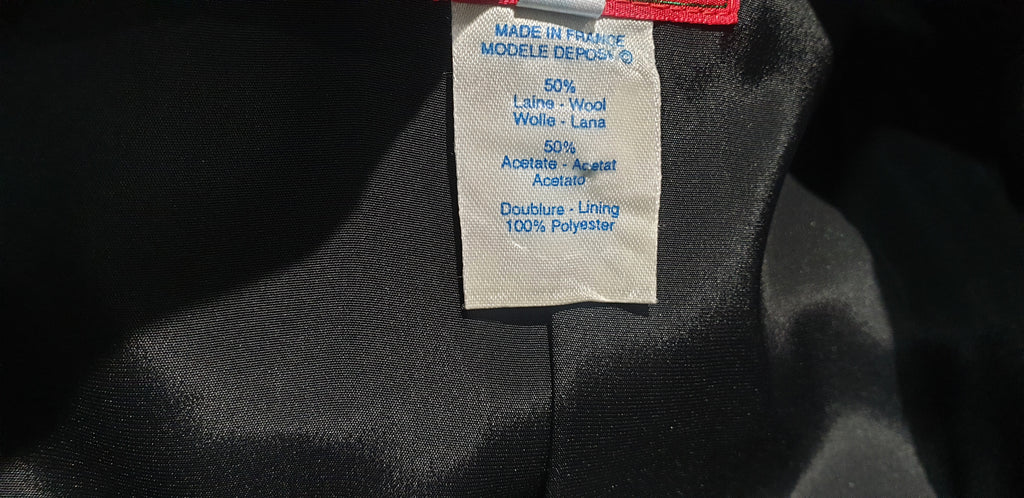 MADE IN FRANCE
MODELE DEPOSE ©
50%
Laine - Wool
Wolle - Lana
50%
Acetate - Acetat
Acetato
Doublure - Lining
100% Polyester